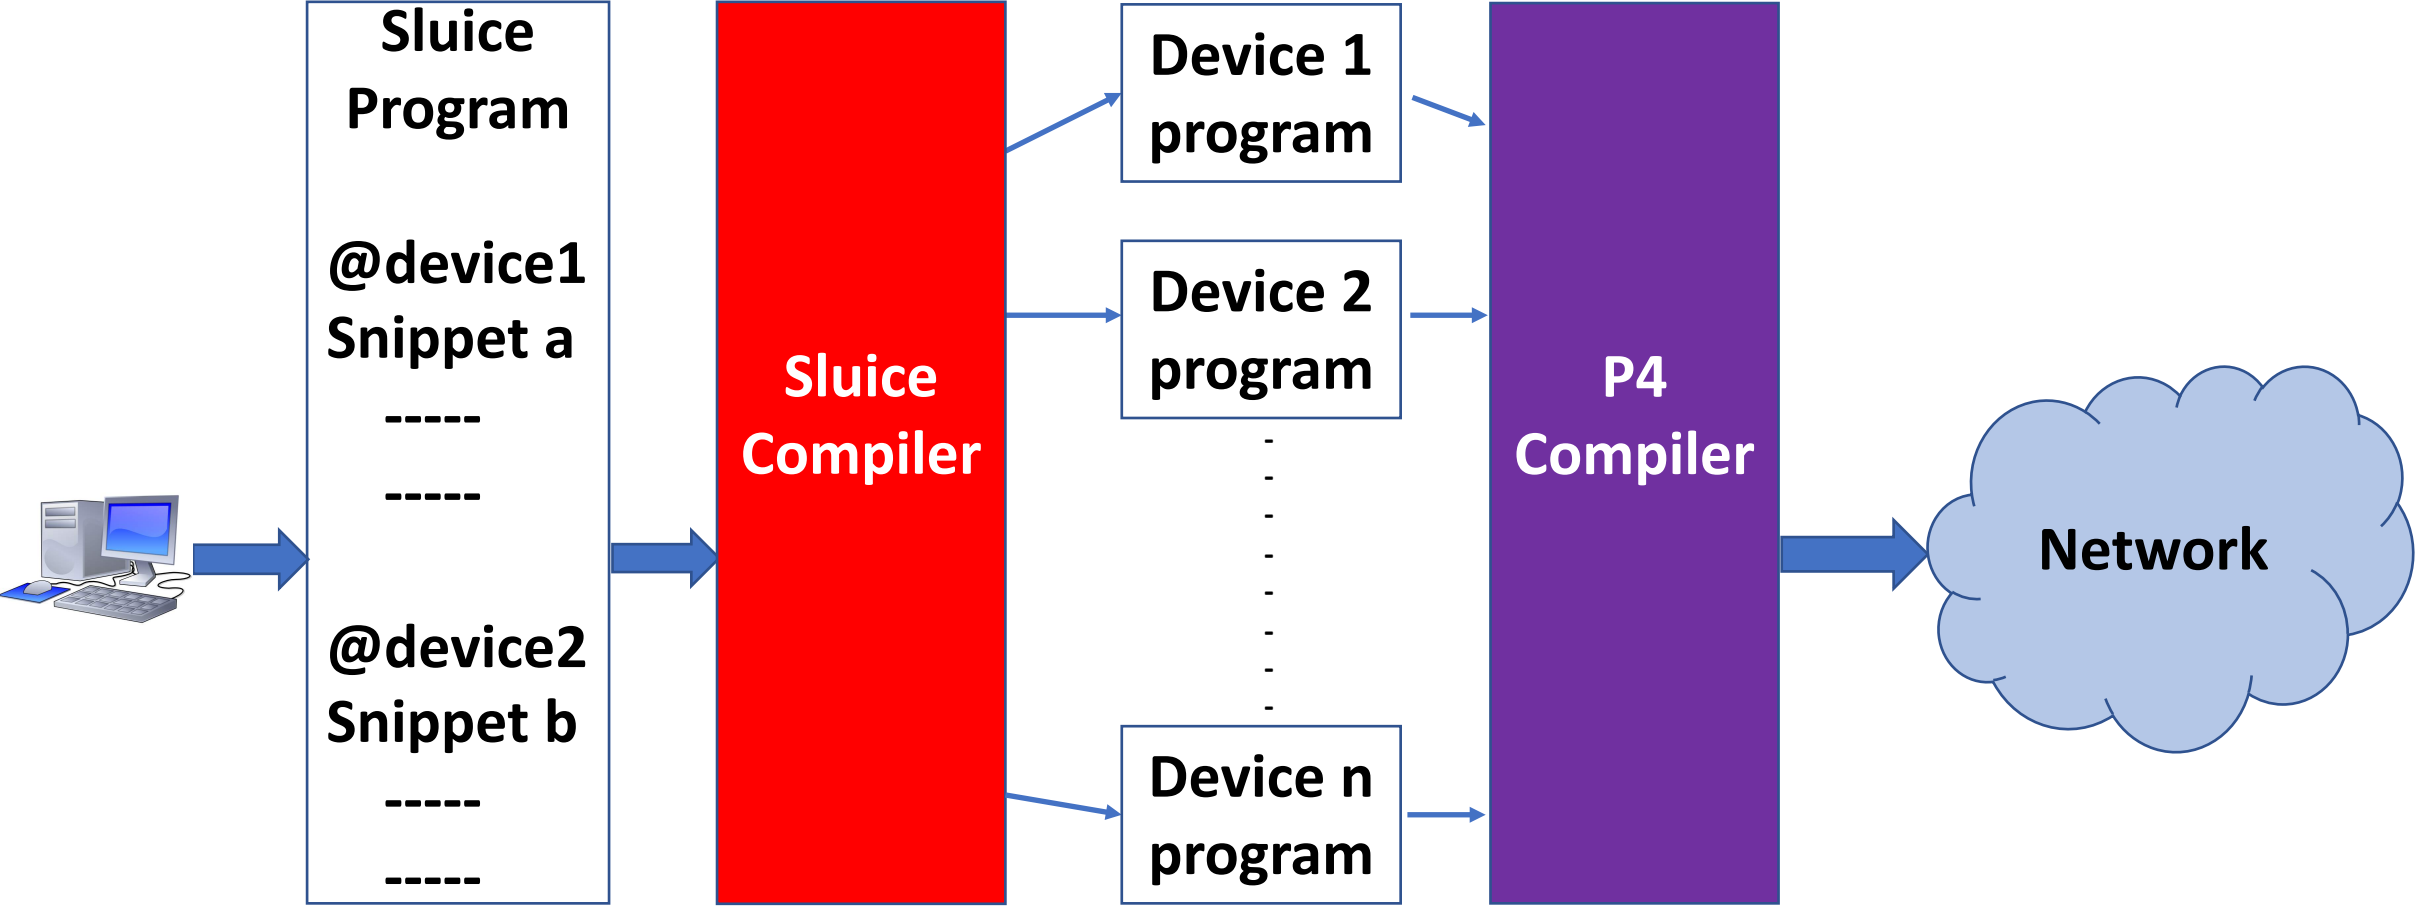 Sluice
Program
@device1
Snippet a
-----
-----
@device2
Snippet b
-----
-----
Sluice
Compiler
Device 1
program
Device 2
program
-
-
-
-
-
-
-
-
Device n
program
P4
Compiler
Network